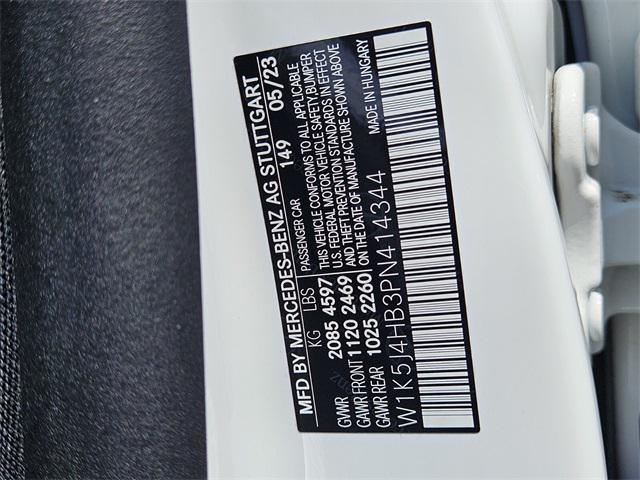 MFD BY MERCEDES-BENZ AG STUTTGART
KG LBS PASSENGER CAR 149 05/23
GVWR 2085 4597 THIS VEHICLE CONFORMS TO ALL APPLICABLE
U.S. FEDERAL MOTOR VEHICLE SAFETY, BUMPER
GAWR FRONT 1120 2469 AND THEFT PREVENTION STANDARDS IN EFFECT
GAWR REAR 1025 2260 ON THE DATE OF MANUFACTURE SHOWN ABOVE
MADE IN HUNGARY
W1K5J4HB3PN414344